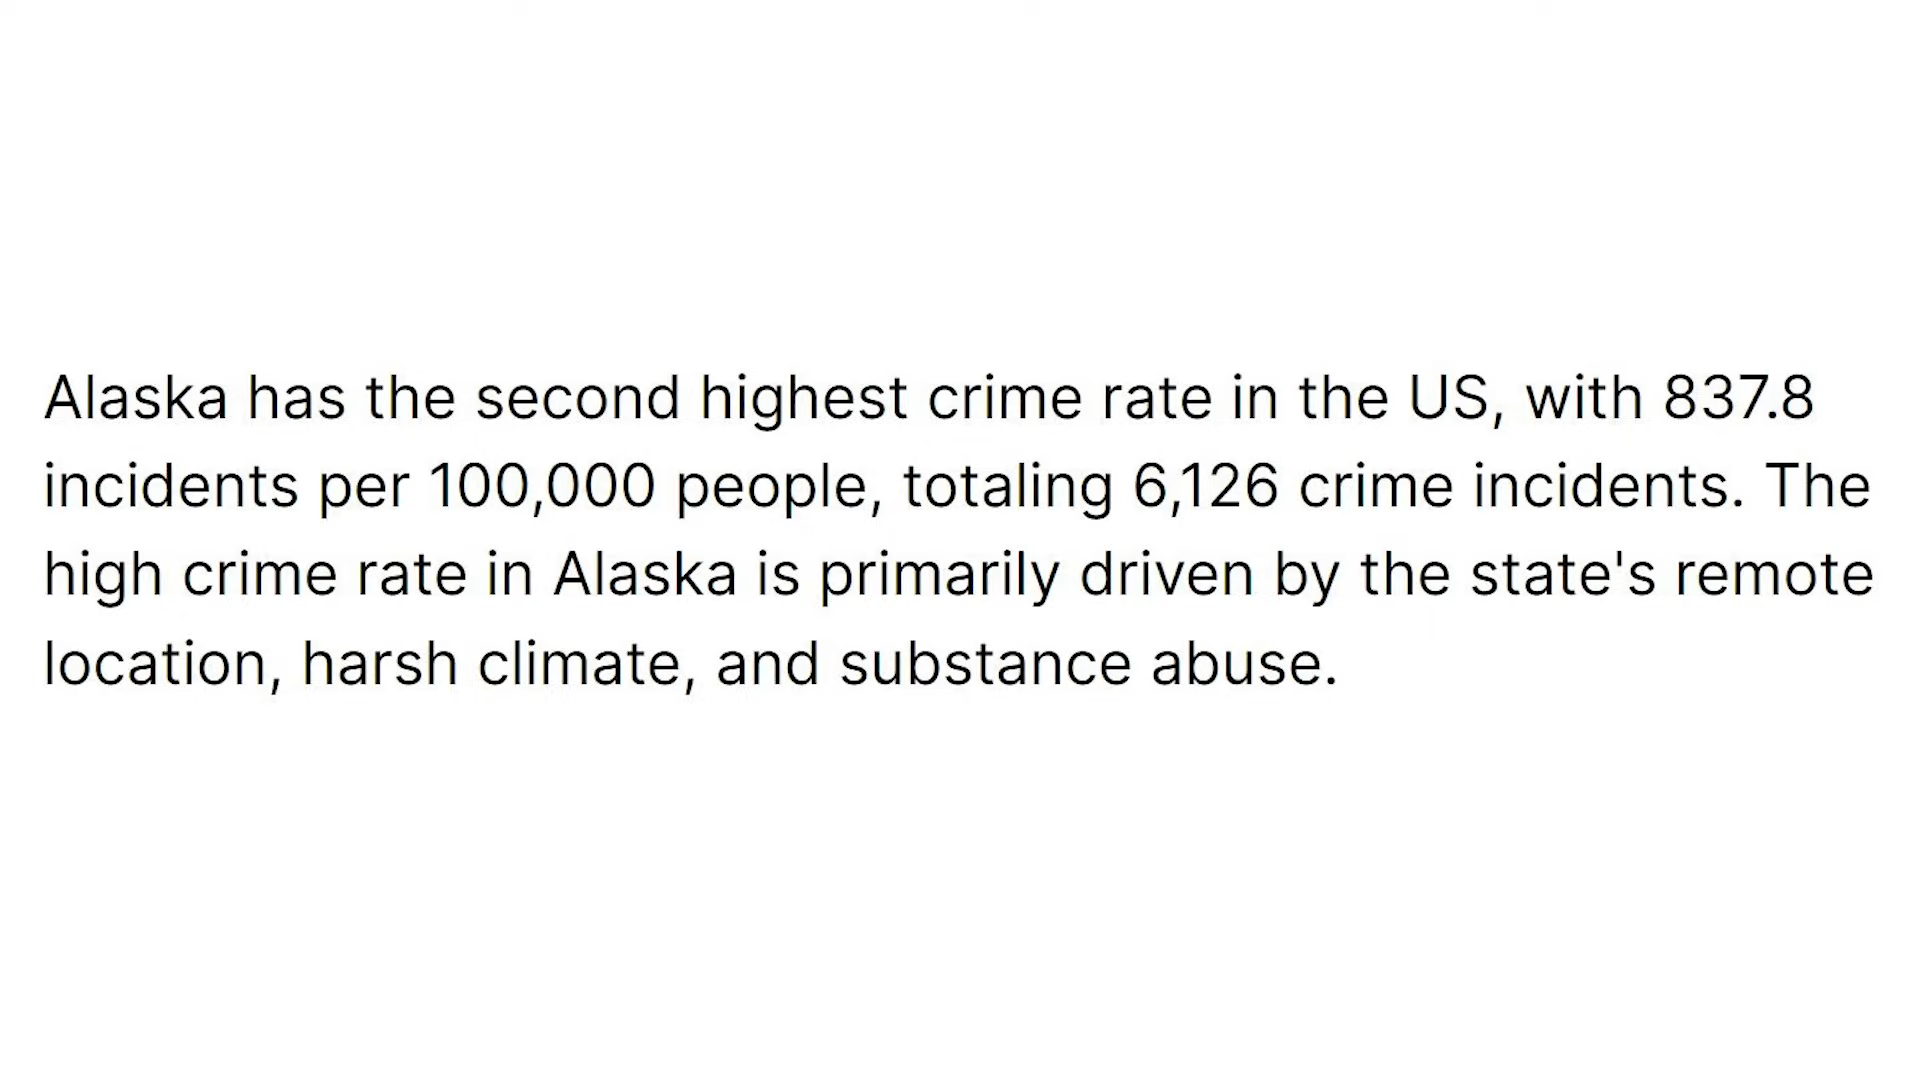 Alaska has the second highest crime rate in the US, with 837.8
incidents per 100,000 people, totaling 6,126 crime incidents. The
high crime rate in Alaska is primarily driven by the state's remote
location, harsh climate, and substance abuse.